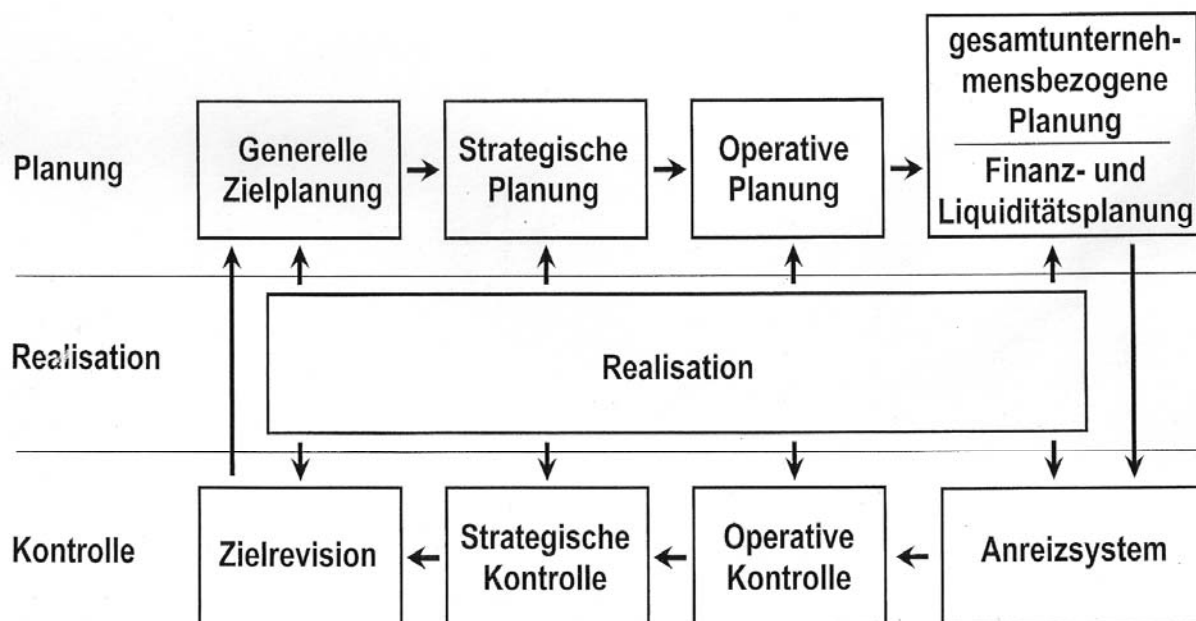 Planung
Generelle
Zielplanung
Strategische
Planung
Operative
Planung
gesamtunterneh-
mensbezogene
Planung
Finanz- und
Liquiditätsplanung
Realisation
Realisation
Kontrolle
Zielrevision
Strategische
Kontrolle
Operative
Kontrolle
Anreizsystem